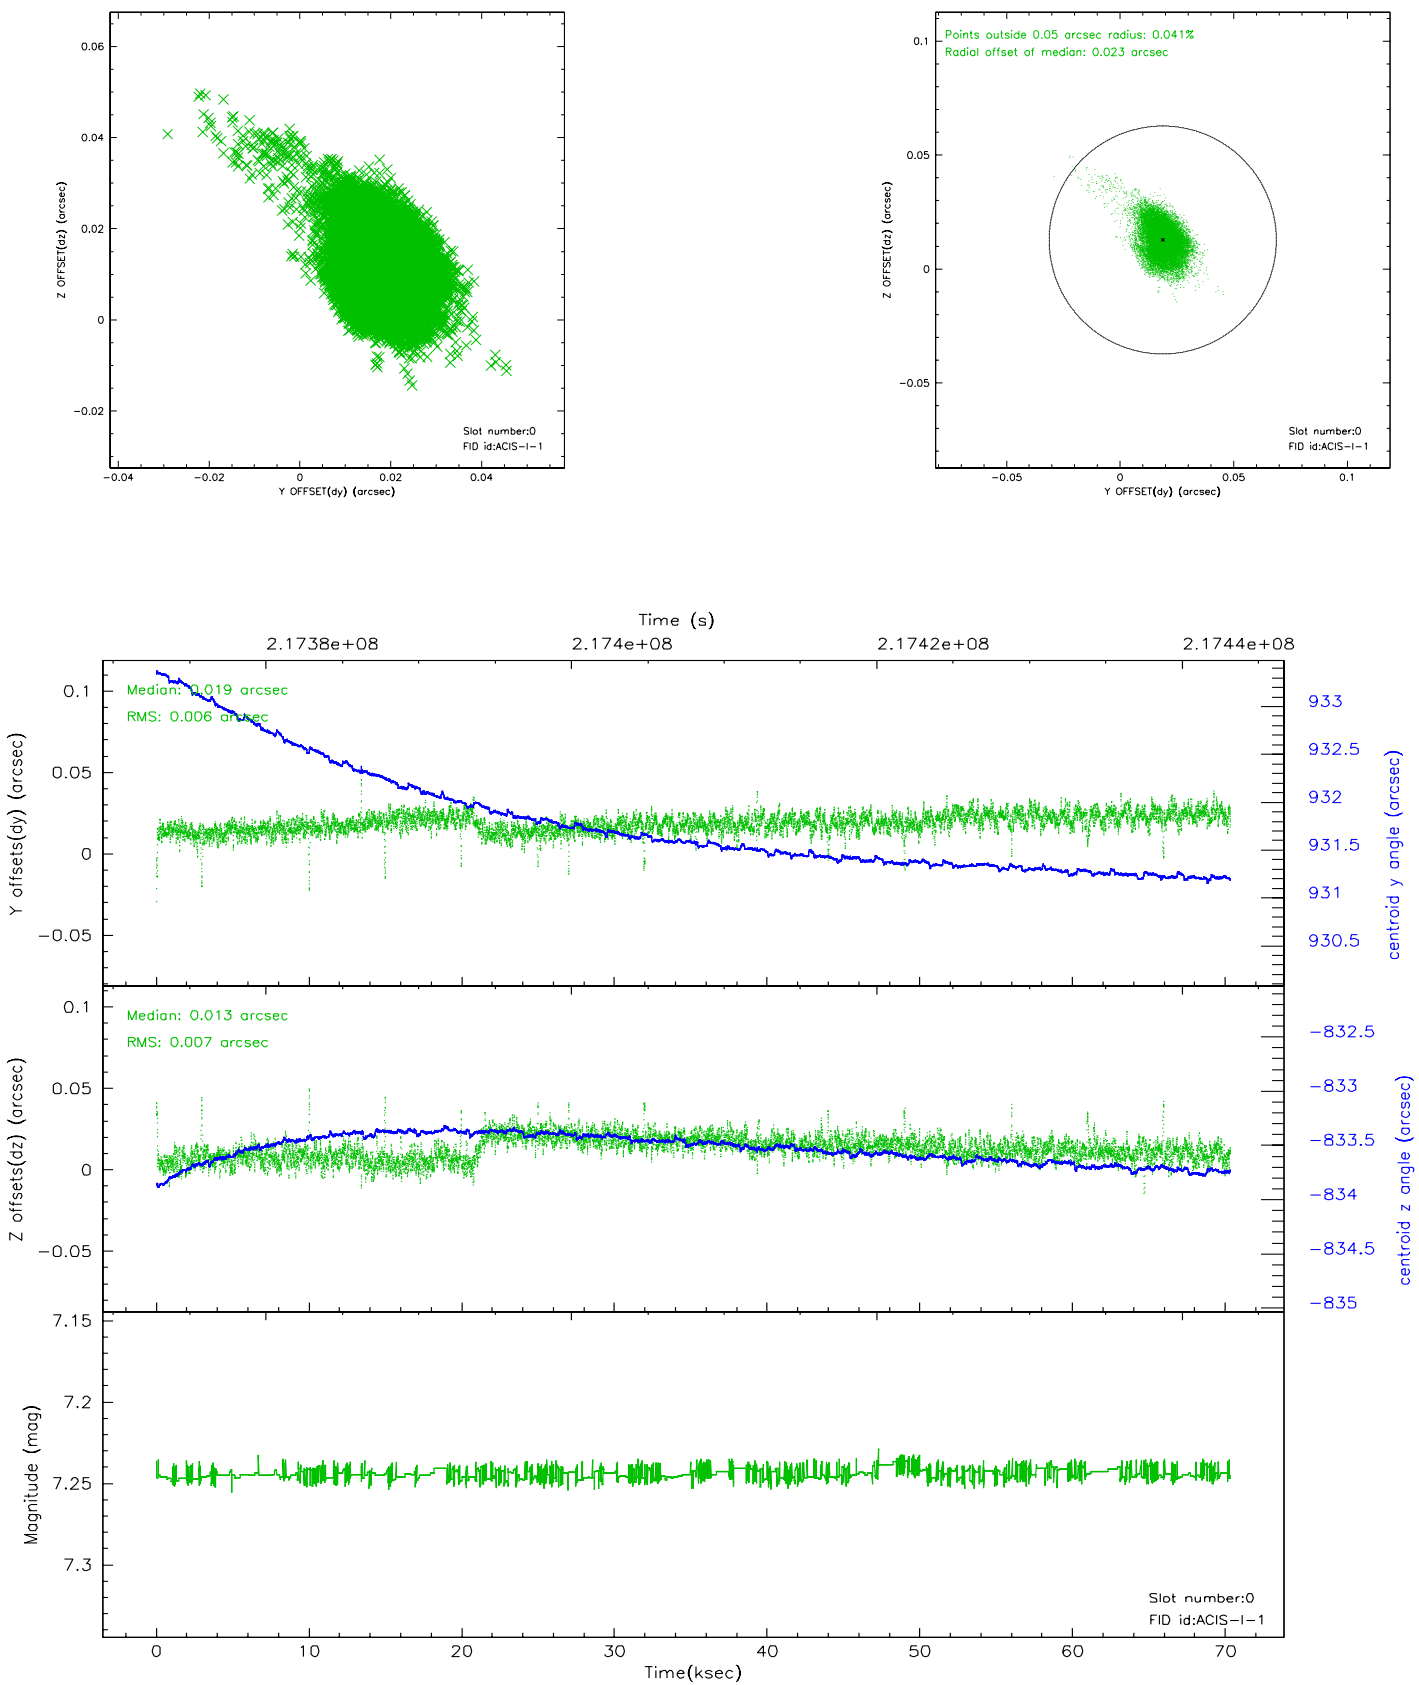 0.06
0.04
0.02
0
−0.02
Z OFFSET(dz) (arcsec)
Slot number:0
FID id:ACIS−I−1
−0.04 −0.02 0 0.02 0.04
Y OFFSET(dy) (arcsec)
Points outside 0.05 arcsec radius: 0.041%
Radial offset of median: 0.023 arcsec
0.1
0.05
0
−0.05
Z OFFSET(dz) (arcsec)
Slot number:0
FID id:ACIS−I−1
−0.05 0 0.05 0.1
Y OFFSET(dy) (arcsec)
Time (s)
2.1738e+08 2.174e+08 2.1742e+08 2.1744e+08
Median: 0.019 arcsec
RMS: 0.006 arcsec
0.1
0.05
0
−0.05
Y offsets(dy) (arcsec)
933
932.5
932
931.5
931
930.5
centroid y angle (arcsec)
Median: 0.013 arcsec
RMS: 0.007 arcsec
0.1
0.05
0
−0.05
Z offsets(dz) (arcsec)
−832.5
−833
−833.5
−834
−834.5
−835
centroid z angle (arcsec)
7.15
7.2
7.25
7.3
Magnitude (mag)
Slot number:0
FID id:ACIS−I−1
0 10 20 30 40 50 60 70
Time(ksec)